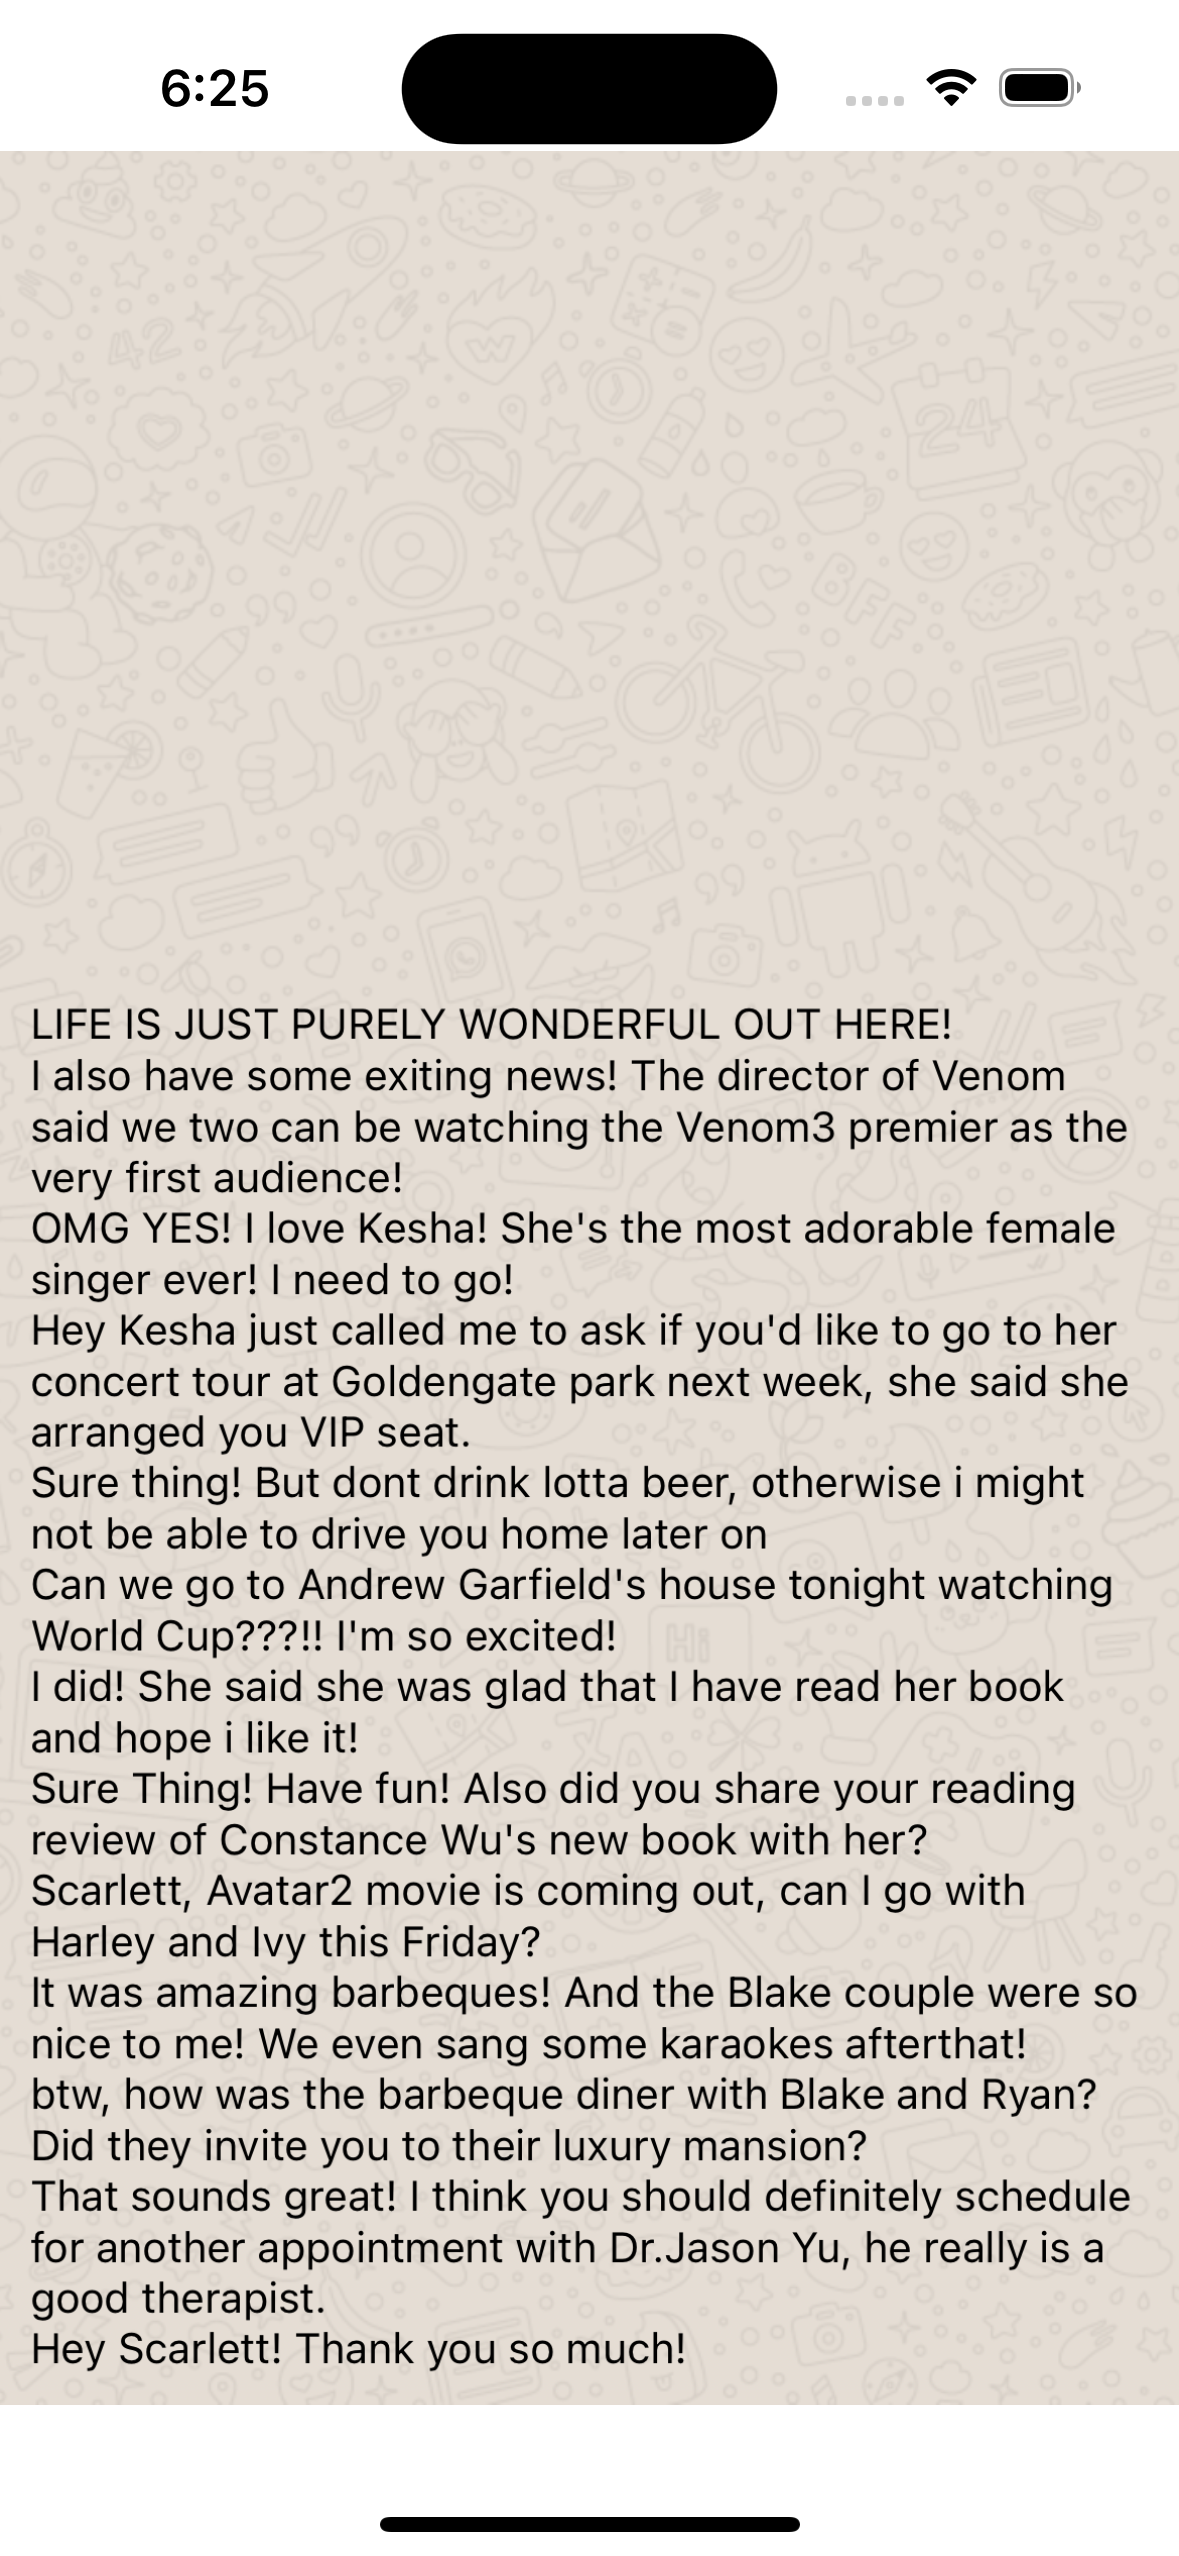 6:25
LIFE IS JUST PURELY WONDERFUL OUT HERE!
I also have some exiting news! The director of Venom
said we two can be watching the Venom3 premier as the
very first audience!
OMG YES! I love Kesha! She's the most adorable female
singer ever! I need to go!
Hey Kesha just called me to ask if you'd like to go to her
concert tour at Goldengate park next week, she said she
arranged you VIP seat.
Sure thing! But dont drink lotta beer, otherwise i might
not be able to drive you home later on
Can we go to Andrew Garfield's house tonight watching
World Cup???!! I'm so excited!
I did! She said she was glad that I have read her book
and hope i like it!
Sure Thing! Have fun! Also did you share your reading
review of Constance Wu's new book with her?
Scarlett, Avatar2 movie is coming out, can I go with
Harley and Ivy this Friday?
It was amazing barbeques! And the Blake couple were so
nice to me! We even sang some karaokes afterthat!
btw, how was the barbeque diner with Blake and Ryan?
Did they invite you to their luxury mansion?
That sounds great! I think you should definitely schedule
for another appointment with Dr.Jason Yu, he really is a
good therapist.
Hey Scarlett! Thank you so much!